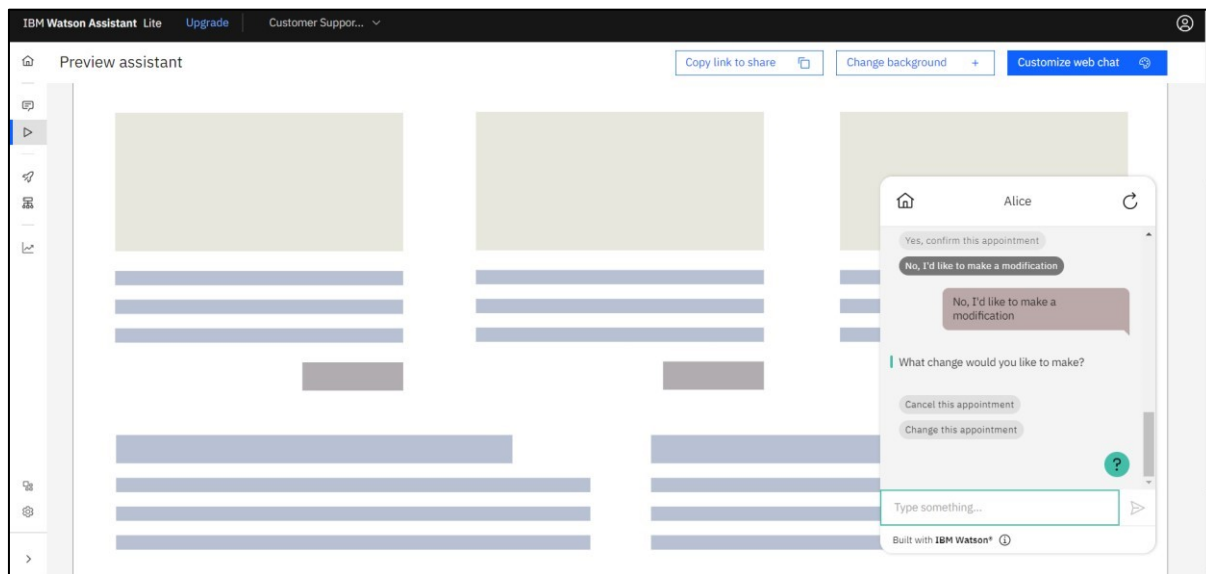 IBM Watson Assistant Lite Upgrade Customer Suppor...
Preview assistant Copy link to share Change background + Customize web chat
Alice
Yes, confirm this appointment
No, I'd like to make a modification
No, I'd like to make a
modification
What change would you like to make?
Cancel this appointment
Change this appointment
?
Type something...
Built with IBM Watson®